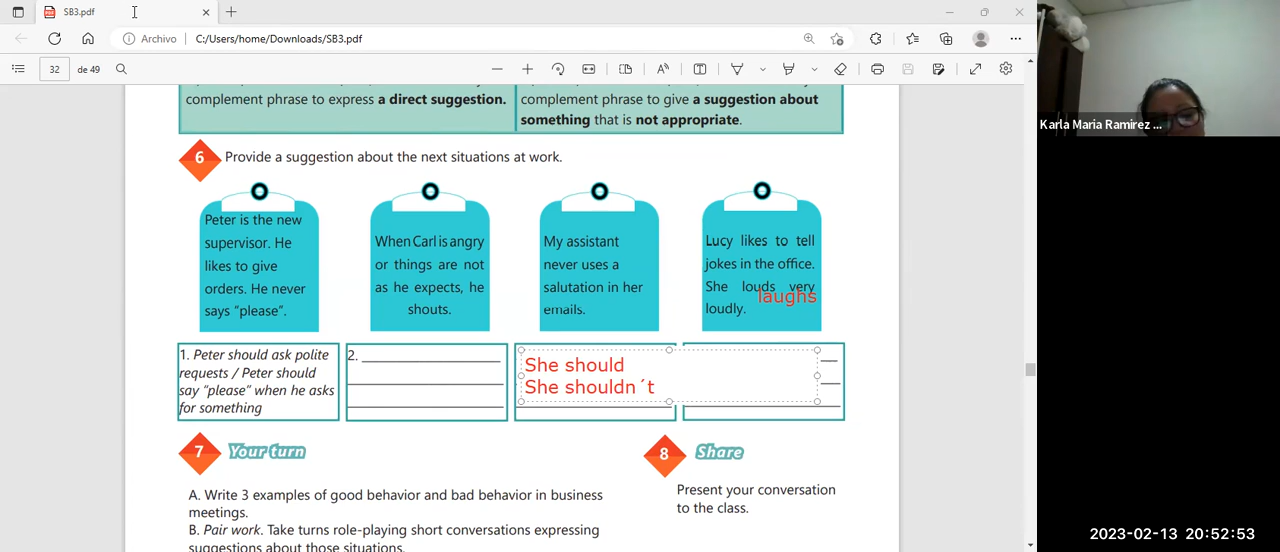 SB3.pdf
Archivo C:/Users/home/Downloads/SB3.pdf
32 de 49
complement phrase to express a direct suggestion.
complement phrase to give a suggestion about
something that is not appropriate.
6 Provide a suggestion about the next situations at work.
Peter is the new
supervisor. He
likes to give
orders. He never
says “please”.
When Carl is angry
or things are not
as he expects, he
shouts.
My assistant
never uses a
salutation in her
emails.
Lucy likes to tell
jokes in the office.
She louds very
laughs
loudly.
1. Peter should ask polite
requests / Peter should
say “please” when he asks
for something
2.
She should
She shouldn´t
7 Your turn
A. Write 3 examples of good behavior and bad behavior in business
meetings.
B. Pair work. Take turns role-playing short conversations expressing
suggestions about those situations.
8 Share
Present your conversation
to the class.
Karla Maria Ramirez ...
2023-02-13 20:52:53